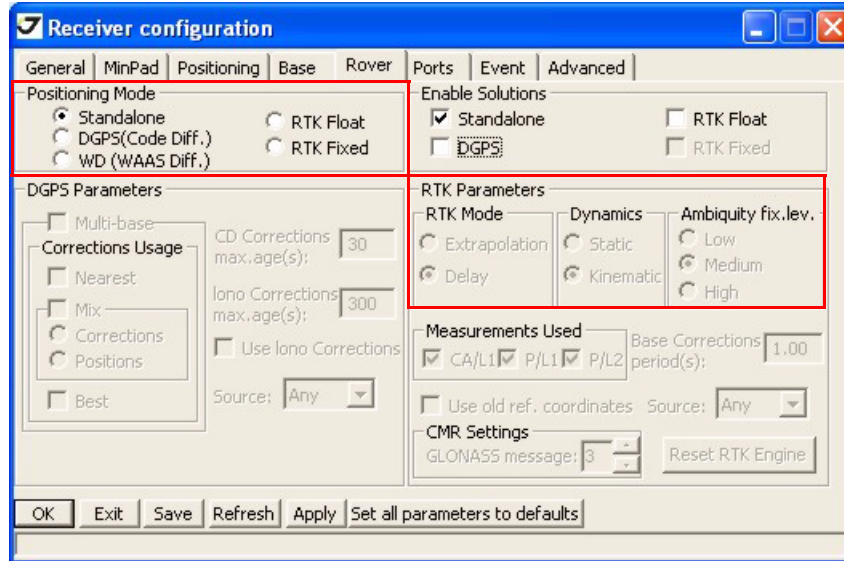 Receiver configuration
General MinPad Positioning Base Rover Ports Event Advanced
Positioning Mode
Standalone
DGPS(Code Diff.)
WD (WAAS Diff.)
RTK Float
RTK Fixed
Enable Solutions
Standalone
DGPS
RTK Float
RTK Fixed
DGPS Parameters
Multi-base
Corrections Usage
Nearest
Mix
Corrections
Positions
Best
CD Corrections
max.age(s):
30
Iono Corrections
max.age(s):
300
Use Iono Corrections
Source: Any
RTK Parameters
RTK Mode
Extrapolation
Delay
Dynamics
Static
Kinematic
Ambiquity fix.lev.
Low
Medium
High
Measurements Used
CA/L1 P/L1 P/L2
Base Corrections
period(s):
1.00
Use old ref. coordinates Source: Any
CMR Settings
GLONASS message: 3
Reset RTK Engine
OK Exit Save Refresh Apply Set all parameters to defaults